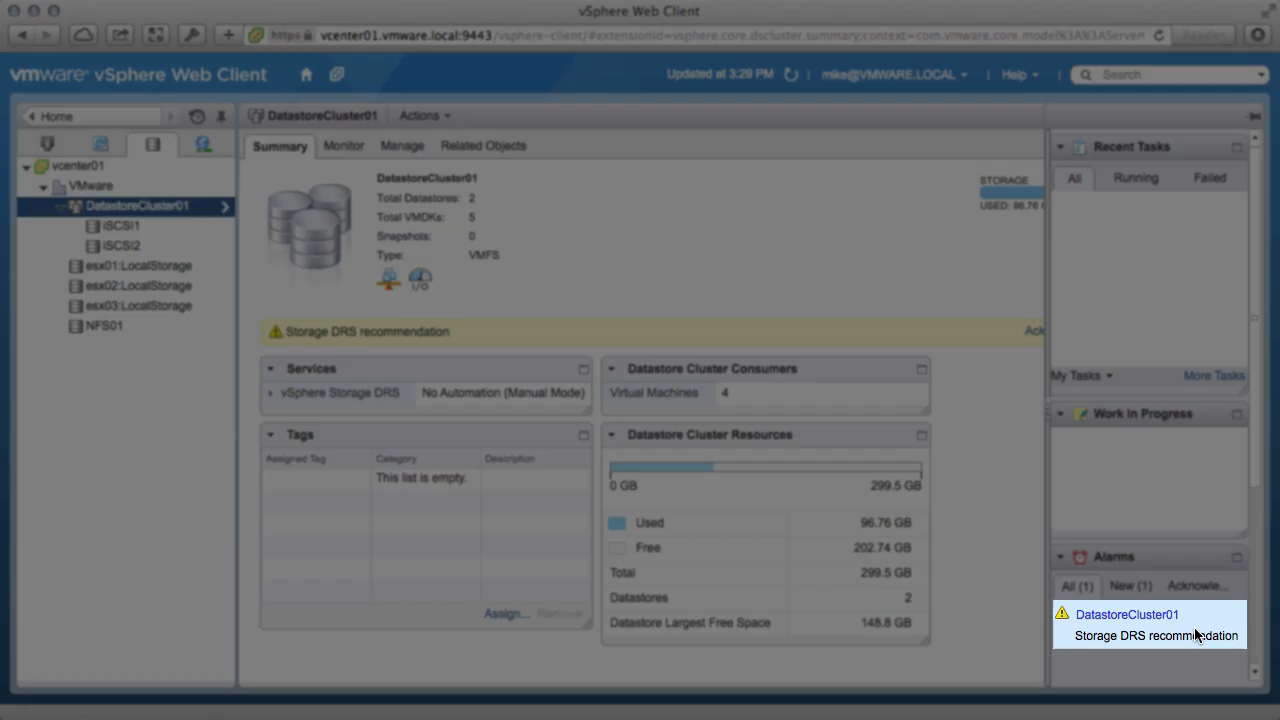 vSphere Web Client
https vcenter01.vmware.local:9443/vsphere-client/#extensionId=vsphere.core.dscluster.summary;context=com.vmware.core.model%3A%3AServer Reader
vmware vSphere Web Client Updated at 3:29 PM mike@VMWARE.LOCAL Help Search
Home
vcenter01
VMware
DatastoreCluster01
iSCSI1
iSCSI2
esx01:LocalStorage
esx02:LocalStorage
esx03:LocalStorage
NFS01
DatastoreCluster01 Actions
Summary Monitor Manage Related Objects
DatastoreCluster01
Total Datastores: 2
Total VMDKs: 5
Snapshots: 0
Type: VMFS
I/O
STORAGE
USED: 96.76
Storage DRS recommendation Ack
Services
vSphere Storage DRS No Automation (Manual Mode)
Datastore Cluster Consumers
Virtual Machines 4
Tags
Assigned Tag Category Description
This list is empty.
Assign... Remove
Datastore Cluster Resources
0 GB 299.5 GB
Used 96.76 GB
Free 202.74 GB
Total 299.5 GB
Datastores 2
Datastore Largest Free Space 148.8 GB
Recent Tasks
All Running Failed
My Tasks More Tasks
Work In Progress
Alarms
All (1) New (1) Acknowle...
DatastoreCluster01
Storage DRS recommendation